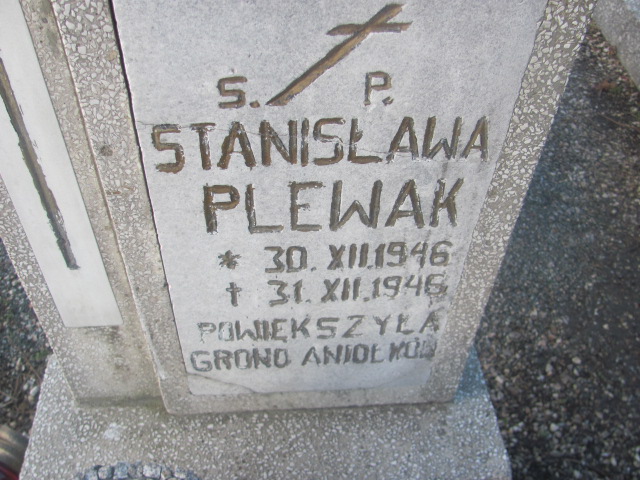 S. P.
STANISŁAWA
PLEWAK
* 30. XII.1946
† 31. XII.1946
POWIĘKSZYŁA
GRONO ANIOŁKÓW